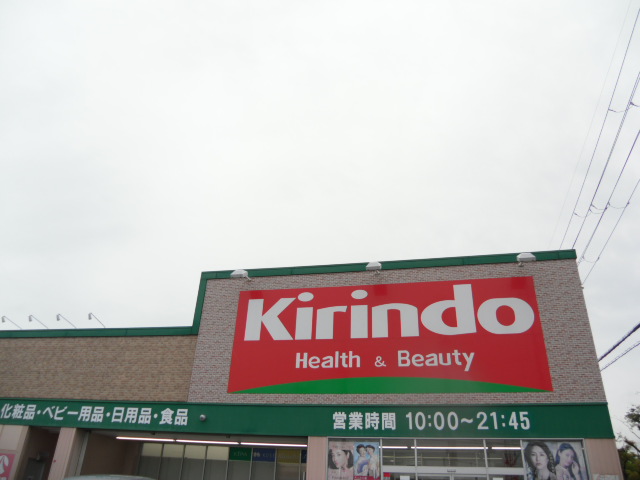 Kirindo
Health & Beauty
化粧品・ベビー用品・日用品・食品
営業時間 10:00～21:45